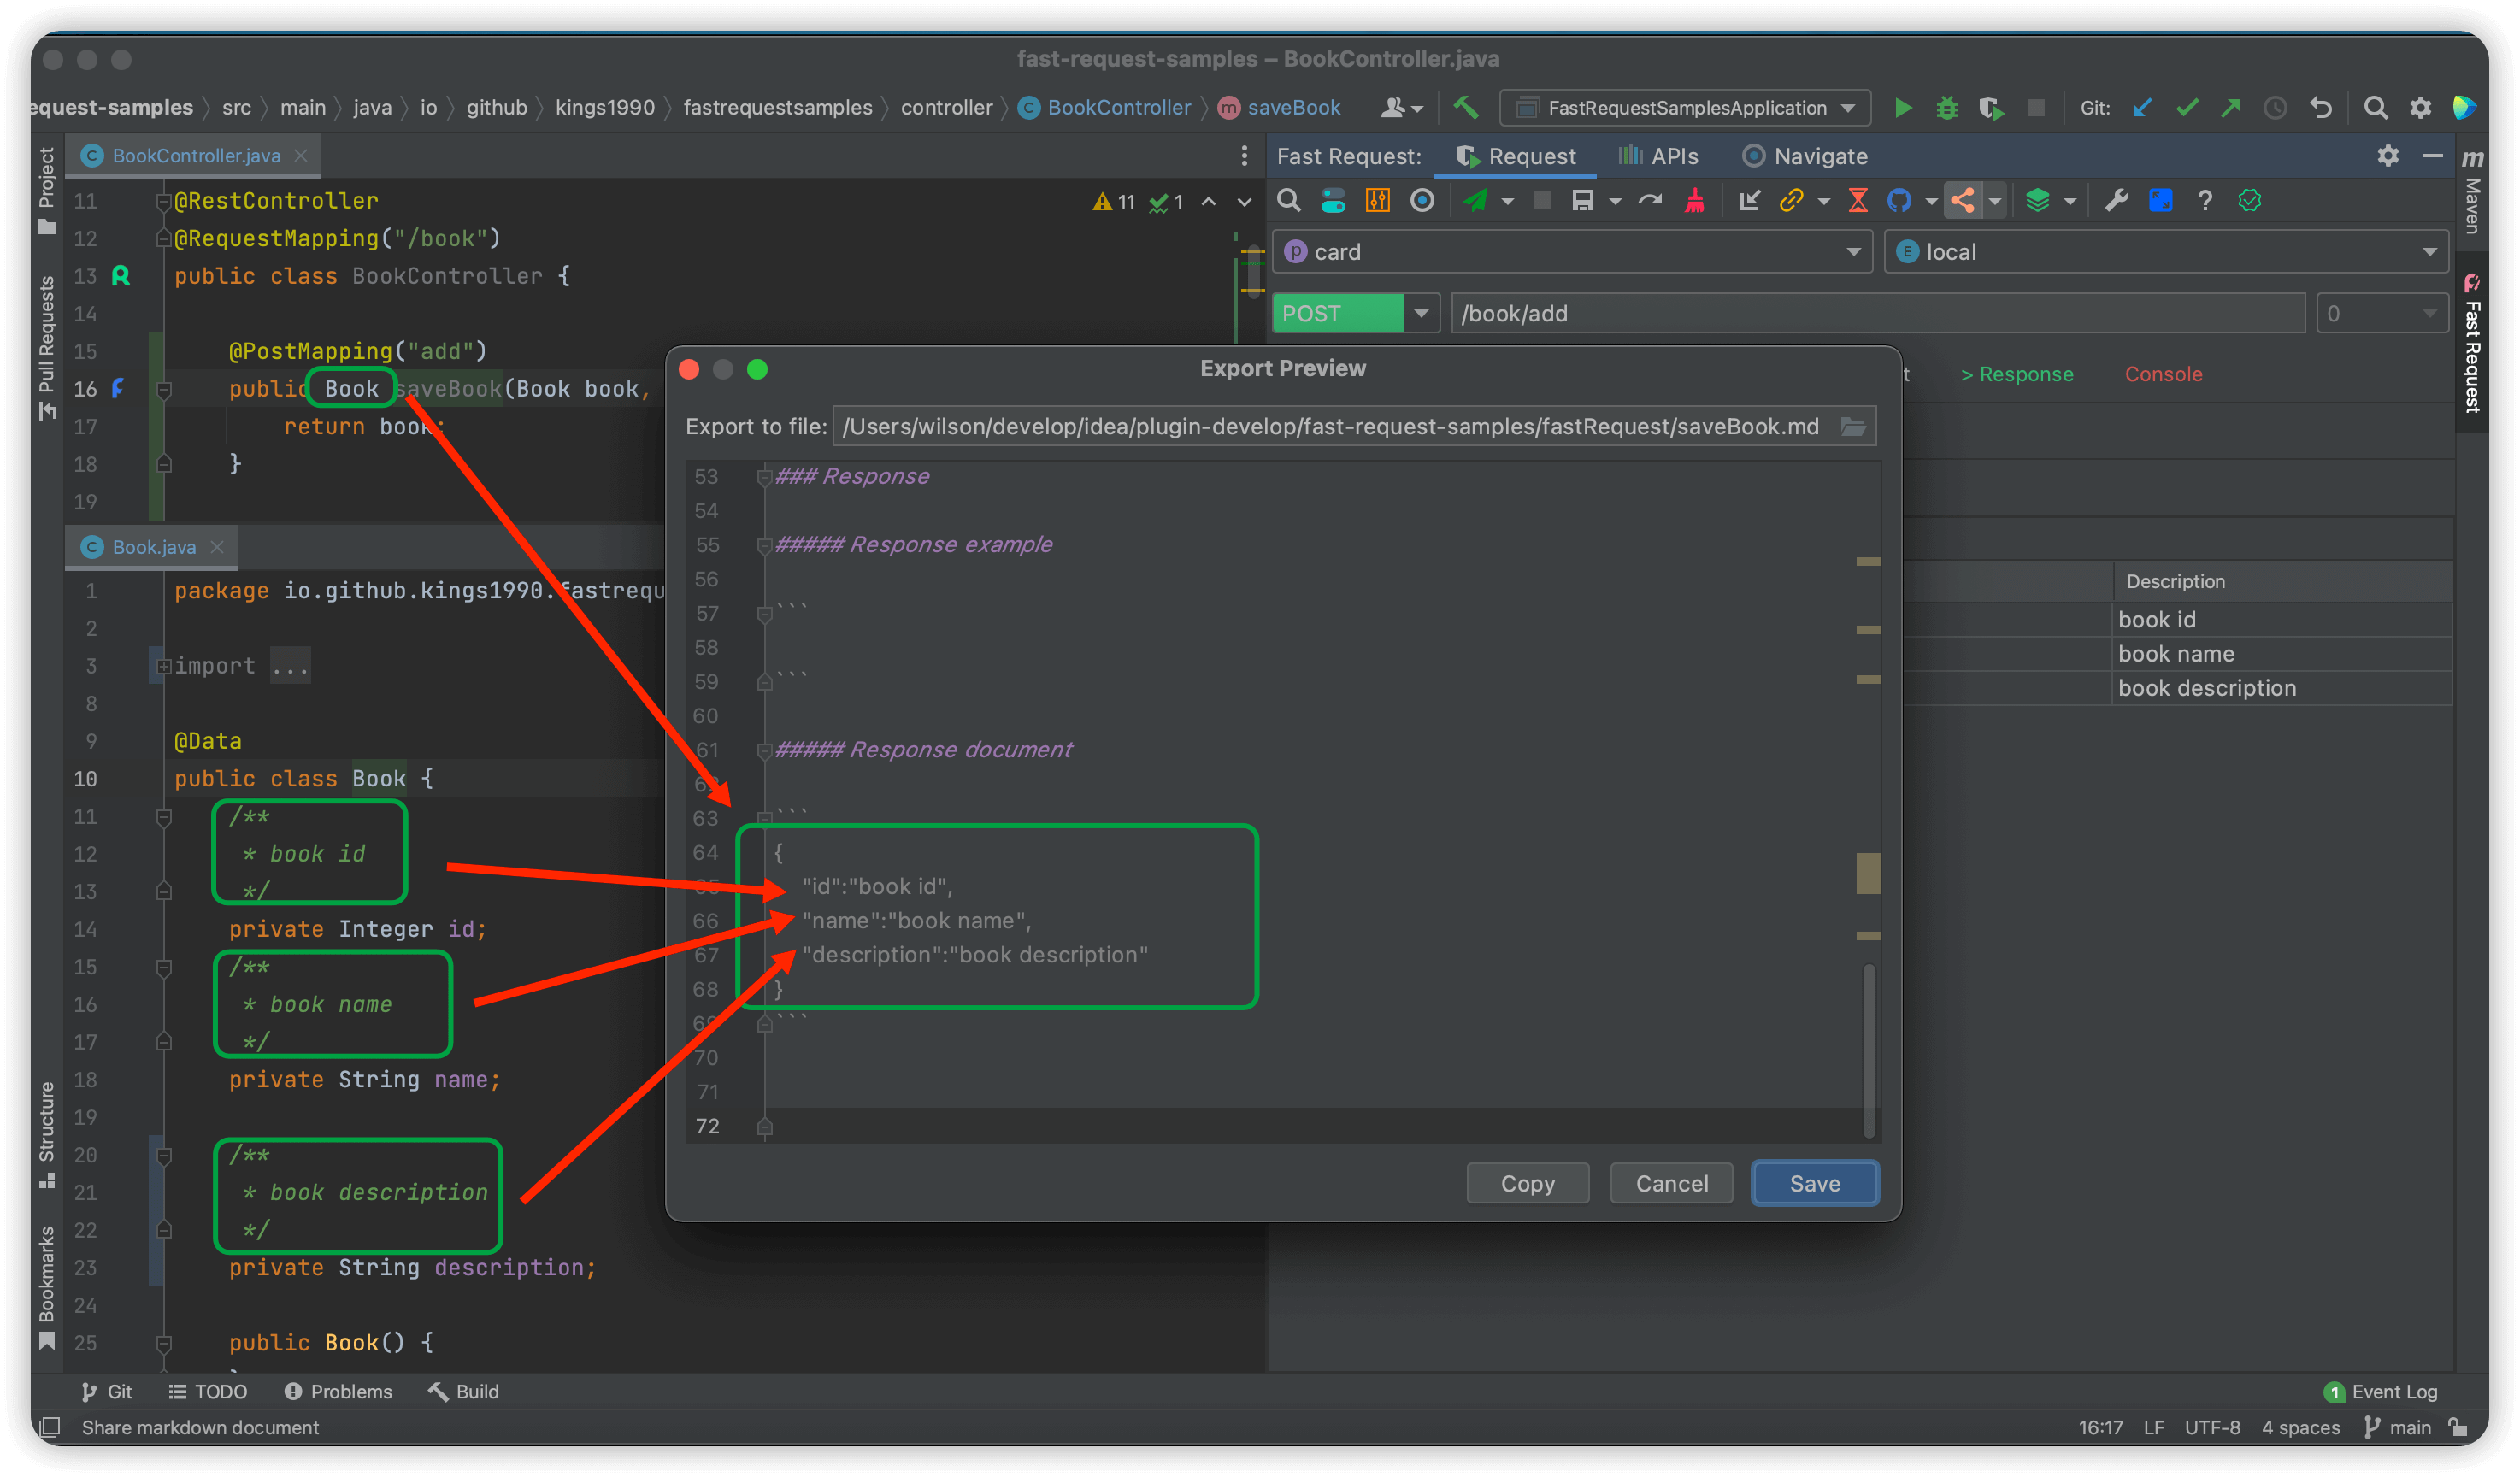 fast-request-samples – BookController.java
equest-samples
src
main
java
io
github
kings1990
fastrequestsamples
controller
C BookController
m saveBook
FastRequestSamplesApplication
Git:
Project
Pull Requests
Structure
Bookmarks
C BookController.java
11 @RestController
12 @RequestMapping("/book")
13 public class BookController {
14
15 @PostMapping("add")
16 public Book saveBook(Book book,
17 return book;
18 }
19
11
1
C Book.java
1 package io.github.kings1990.fastrequ
2
3 import ...
8
9 @Data
10 public class Book {
11 /**
12 * book id
13 */
14 private Integer id;
15 /**
16 * book name
17 */
18 private String name;
19
20 /**
21 * book description
22 */
23 private String description;
24
25 public Book() {
Fast Request:
Request
APIs
Navigate
p card
E local
POST
/book/add
0
t
> Response
Console
Description
book id
book name
book description
m Maven
Fast Request
Export Preview
Export to file: /Users/wilson/develop/idea/plugin-develop/fast-request-samples/fastRequest/saveBook.md
53 ### Response
54
55 ##### Response example
56
57 ```
58
59 ```
60
61 ##### Response document
62
63 ```
64 {
65 "id":"book id",
66 "name":"book name",
67 "description":"book description"
68 }
69 ```
70
71
72
Copy
Cancel
Save
Git
TODO
Problems
Build
1 Event Log
Share markdown document
16:17
LF
UTF-8
4 spaces
main